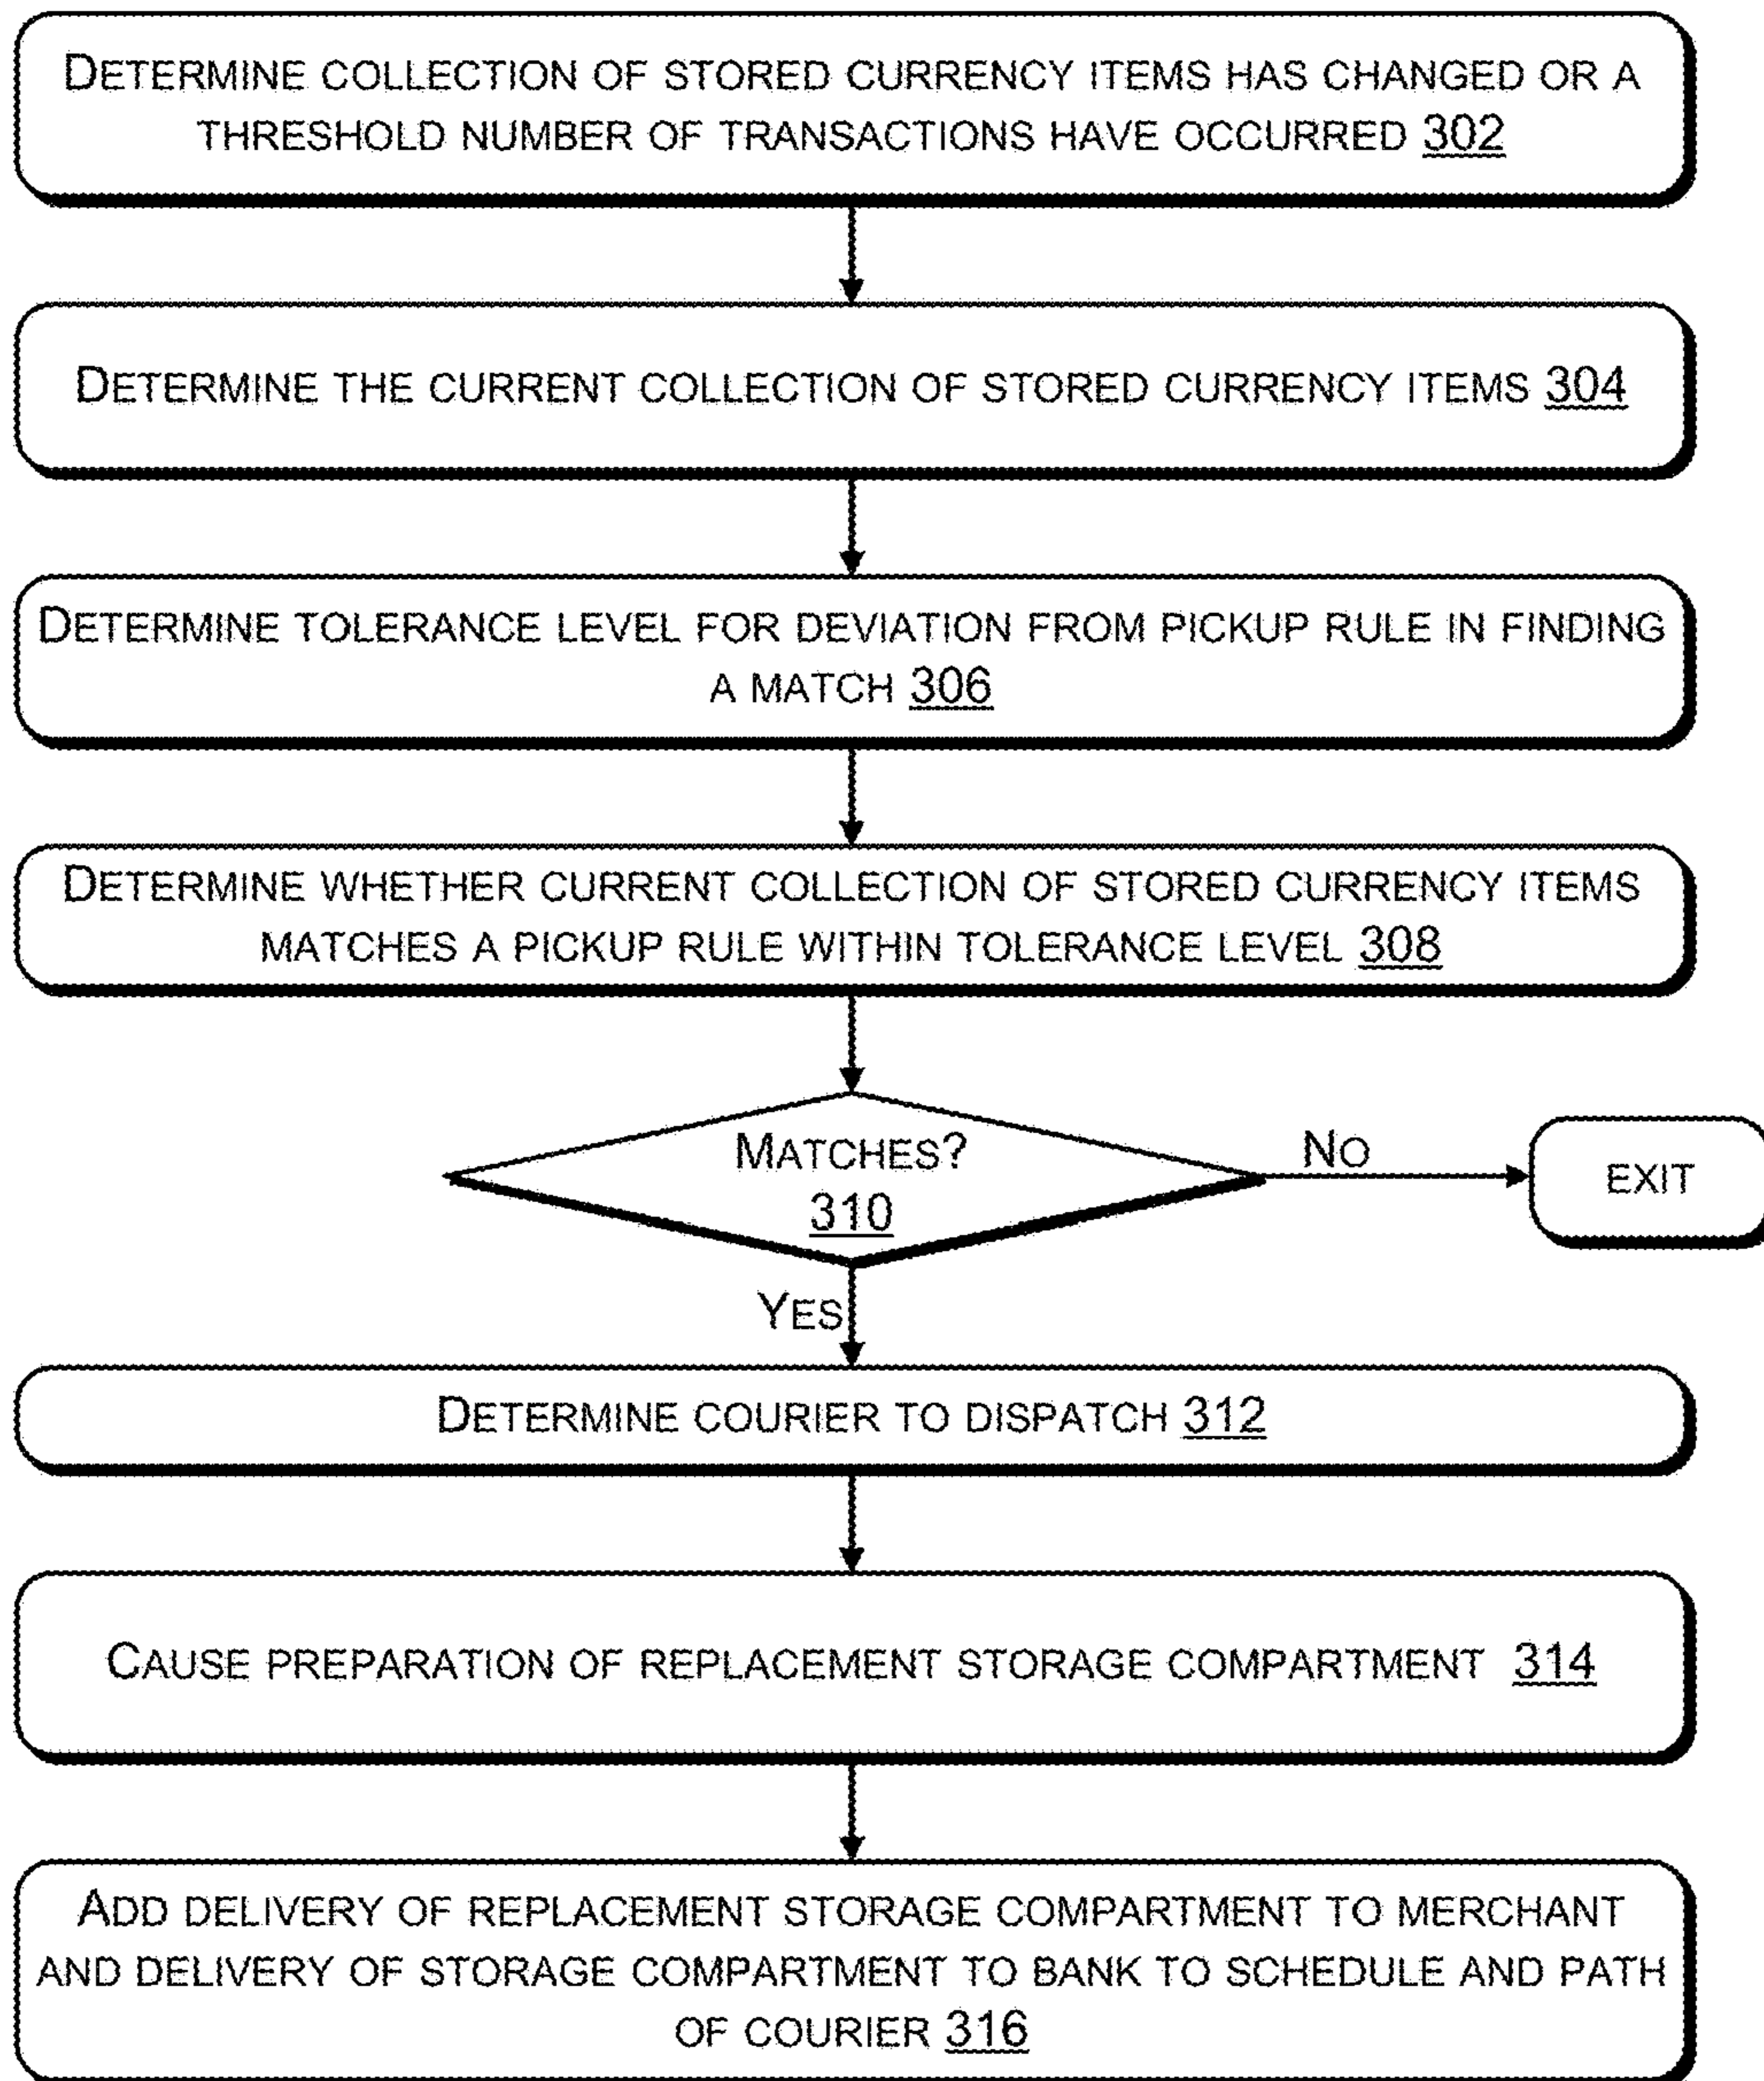 DETERMINE COLLECTION OF STORED CURRENCY ITEMS HAS CHANGED OR A
THRESHOLD NUMBER OF TRANSACTIONS HAVE OCCURRED 302
DETERMINE THE CURRENT COLLECTION OF STORED CURRENCY ITEMS 304
DETERMINE TOLERANCE LEVEL FOR DEVIATION FROM PICKUP RULE IN FINDING
A MATCH 306
DETERMINE WHETHER CURRENT COLLECTION OF STORED CURRENCY ITEMS
MATCHES A PICKUP RULE WITHIN TOLERANCE LEVEL 308
MATCHES?
310
NO
EXIT
YES
DETERMINE COURIER TO DISPATCH 312
CAUSE PREPARATION OF REPLACEMENT STORAGE COMPARTMENT 314
ADD DELIVERY OF REPLACEMENT STORAGE COMPARTMENT TO MERCHANT
AND DELIVERY OF STORAGE COMPARTMENT TO BANK TO SCHEDULE AND PATH
OF COURIER 316